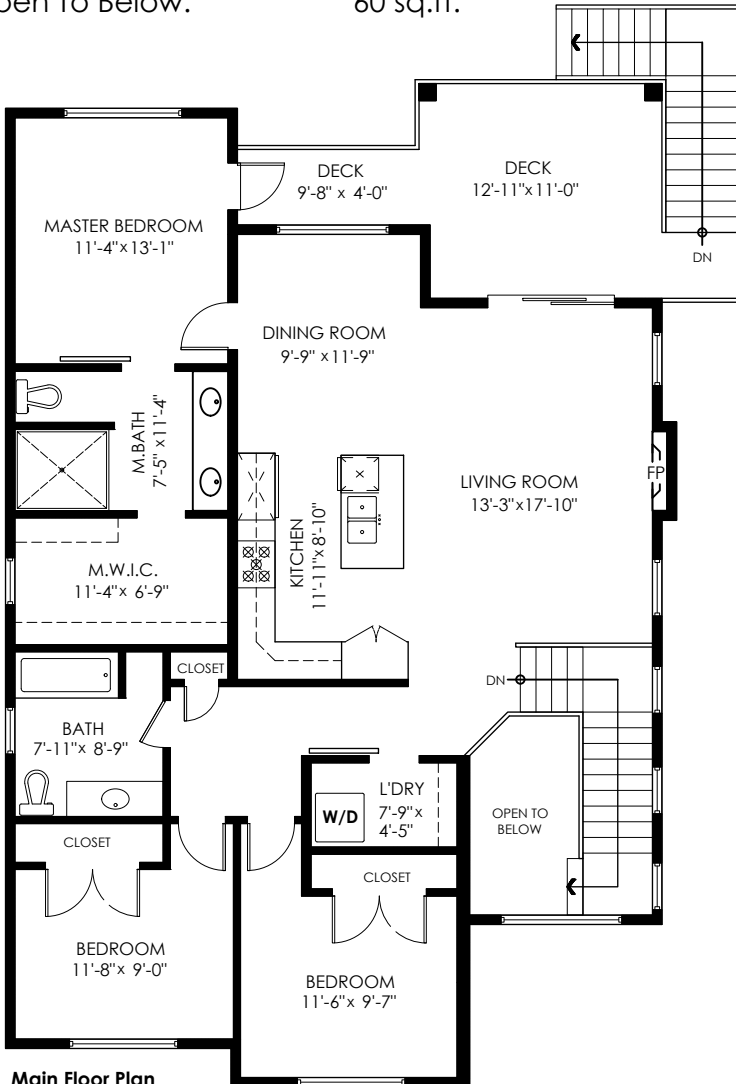 pen To Below: 60 sq.ft.
DECK
9'-8" x 4'-0"
DECK
12'-11"x11'-0"
DN
MASTER BEDROOM
11'-4"x13'-1"
DINING ROOM
9'-9" x11'-9"
M.BATH
7'-5" x11'-4"
KITCHEN
11'-11"x 8'-10"
LIVING ROOM
13'-3"x17'-10"
FP
M.W.I.C.
11'-4"x 6'-9"
CLOSET
DN
BATH
7'-11"x 8'-9"
W/D
L'DRY
7'-9"x
4'-5"
OPEN TO
BELOW
CLOSET
CLOSET
BEDROOM
11'-8"x 9'-0"
BEDROOM
11'-6"x 9'-7"
Main Floor Plan